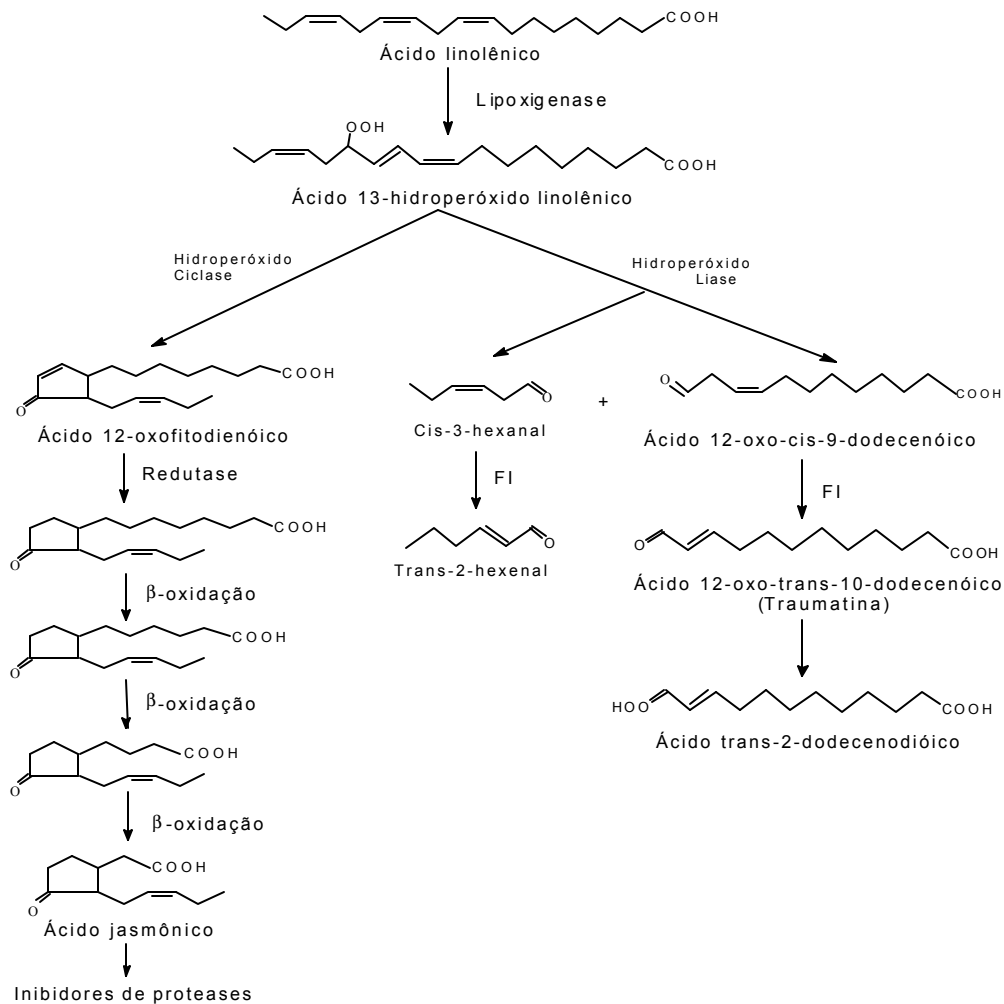 COOH
Ácido linolênico
Lipoxigenase
OOH
COOH
Ácido 13-hidroperóxido linolênico
Hidroperóxido
Ciclase
Hidroperóxido
Liase
COOH
O
Ácido 12-oxofitodienóico
O
Cis-3-hexanal
+
O
COOH
Ácido 12-oxo-cis-9-dodecenóico
Redutase
FI
FI
COOH
O
O
Trans-2-hexenal
O
COOH
Ácido 12-oxo-trans-10-dodecenóico
(Traumatina)
β-oxidação
COOH
O
β-oxidação
HOO
COOH
Ácido trans-2-dodecenodióico
COOH
O
β-oxidação
COOH
O
Ácido jasmônico
Inibidores de proteases